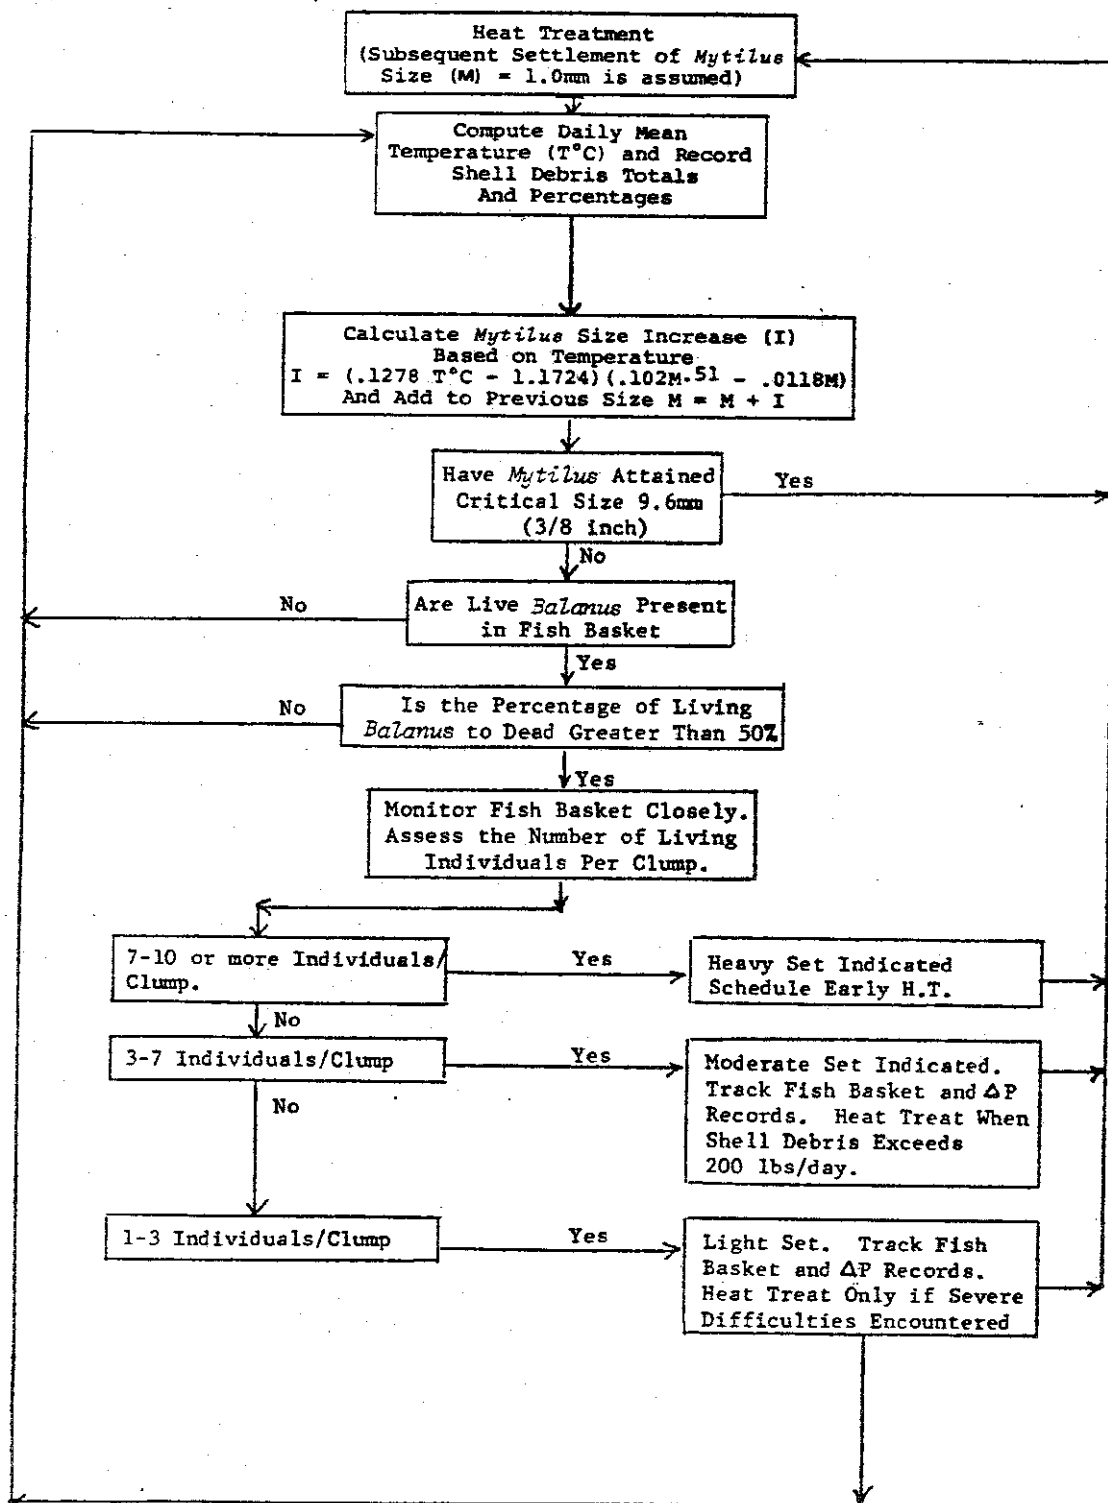 Heat Treatment
(Subsequent Settlement of Mytilus
Size (M) = 1.0mm is assumed)
Compute Daily Mean
Temperature (T°C) and Record
Shell Debris Totals
And Percentages
Calculate Mytilus Size Increase (I)
Based on Temperature
I = (.1278 T°C - 1.1724)(.102M.51 - .0118M)
And Add to Previous Size M = M + I
Have Mytilus Attained
Critical Size 9.6mm
(3/8 inch)
Yes
No
Are Live Balanus Present
in Fish Basket
No
Yes
Is the Percentage of Living
Balanus to Dead Greater Than 50%
No
Yes
Monitor Fish Basket Closely.
Assess the Number of Living
Individuals Per Clump.
7-10 or more Individuals/
Clump.
Yes
Heavy Set Indicated
Schedule Early H.T.
No
3-7 Individuals/Clump
Yes
Moderate Set Indicated.
Track Fish Basket and ΔP
Records. Heat Treat When
Shell Debris Exceeds
200 lbs/day.
No
1-3 Individuals/Clump
Yes
Light Set. Track Fish
Basket and ΔP Records.
Heat Treat Only if Severe
Difficulties Encountered